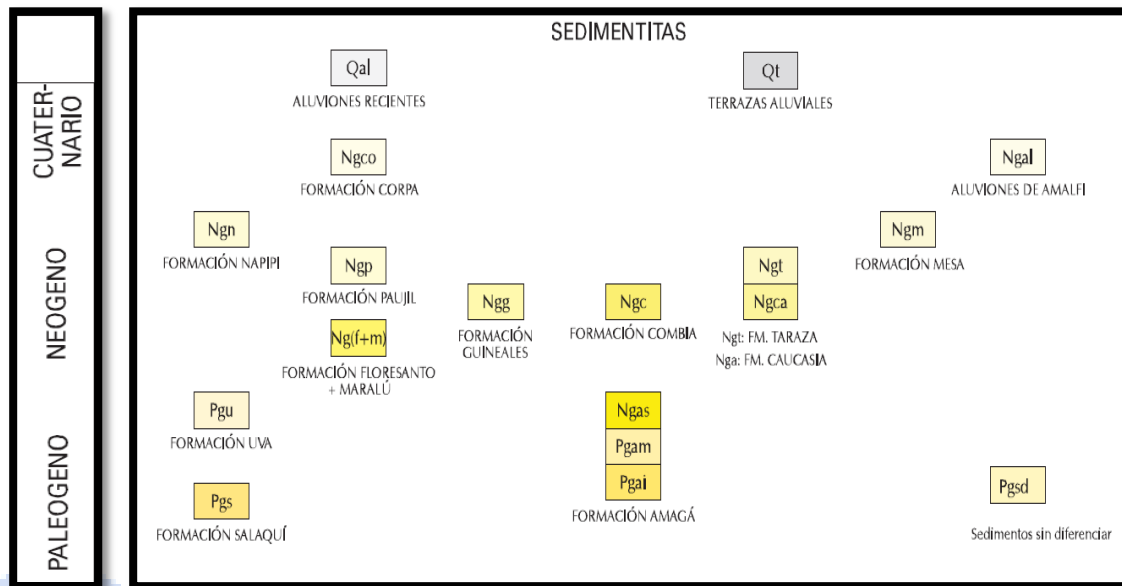 SEDIMENTITAS
CUATER-
NARIO
NEOGENO
PALEOGENO
Qal
ALUVIONES RECIENTES
Qt
TERRAZAS ALUVIALES
Ngco
FORMACIÓN CORPA
Ngal
ALUVIONES DE AMALFI
Ngn
FORMACIÓN NAPIPI
Ngm
FORMACIÓN MESA
Ngp
FORMACIÓN PAUJIL
Ngg
FORMACIÓN
GUINEALES
Ngc
FORMACIÓN COMBIA
Ngt
Ngca
Ngt: FM. TARAZA
Nga: FM. CAUCASIA
Ng(f+m)
FORMACIÓN FLORESANTO
+ MARALÚ
Pgu
FORMACIÓN UVA
Ngas
Pgam
Pgai
FORMACIÓN AMAGÁ
Pgs
FORMACIÓN SALAQUÍ
Pgsd
Sedimentos sin diferenciar